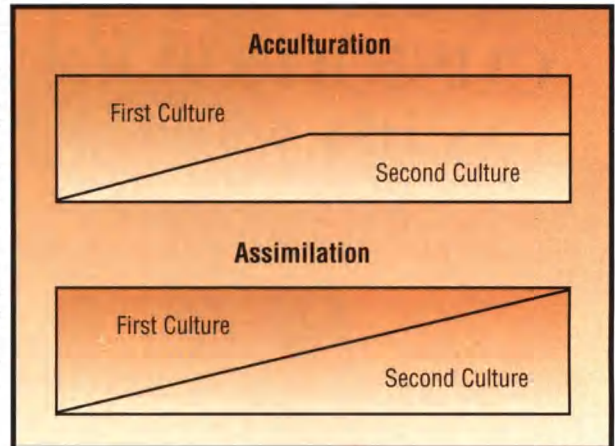 Acculturation
First Culture
Second Culture
Assimilation
First Culture
Second Culture